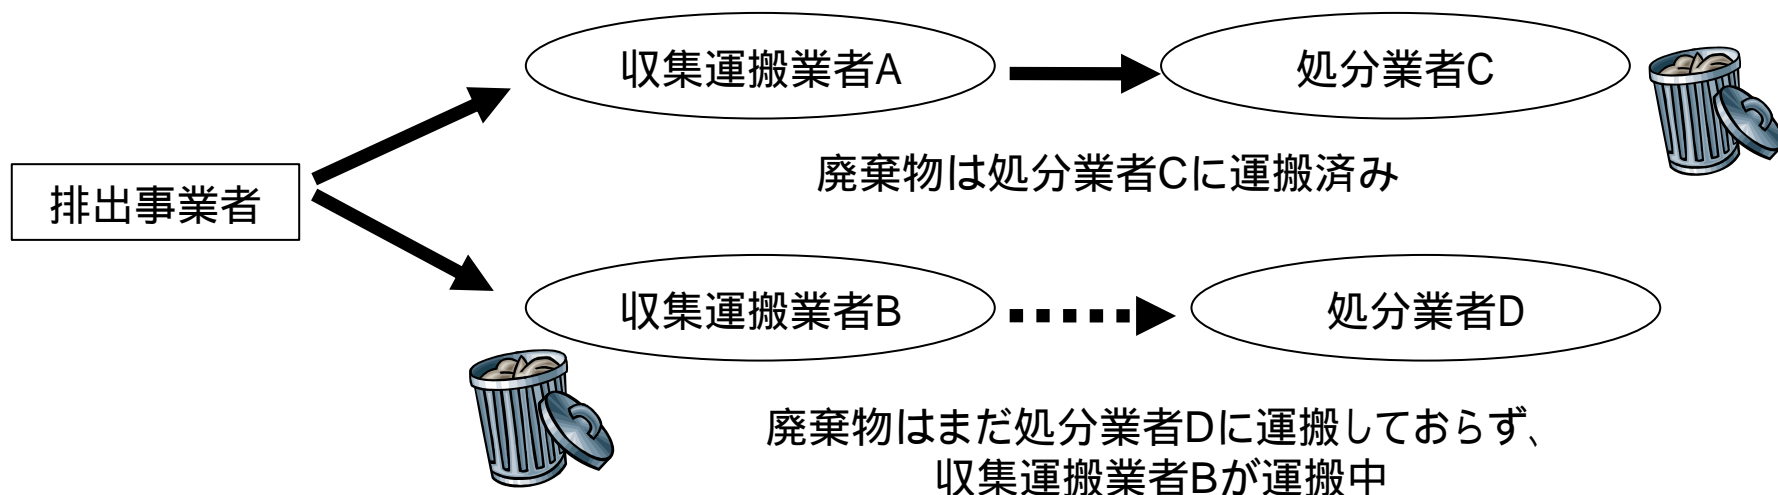 収集運搬業者A
処分業者C
廃棄物は処分業者Cに運搬済み
排出事業者
収集運搬業者B
処分業者D
廃棄物はまだ処分業者Dに運搬しておらず、
収集運搬業者Bが運搬中